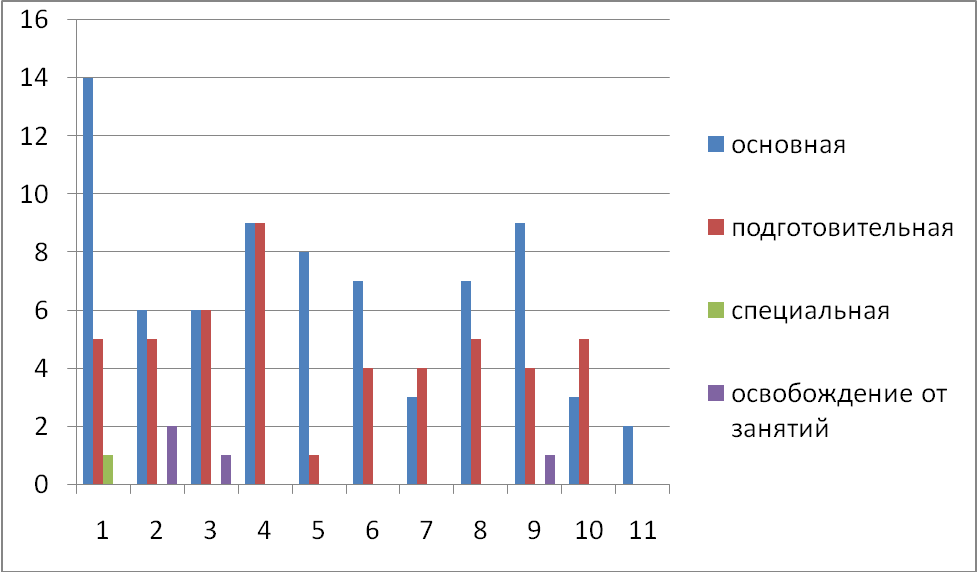 16
14
12
10
8
6
4
2
0
1 2 3 4 5 6 7 8 9 10 11
основная
подготовительная
специальная
освобождение от
занятий